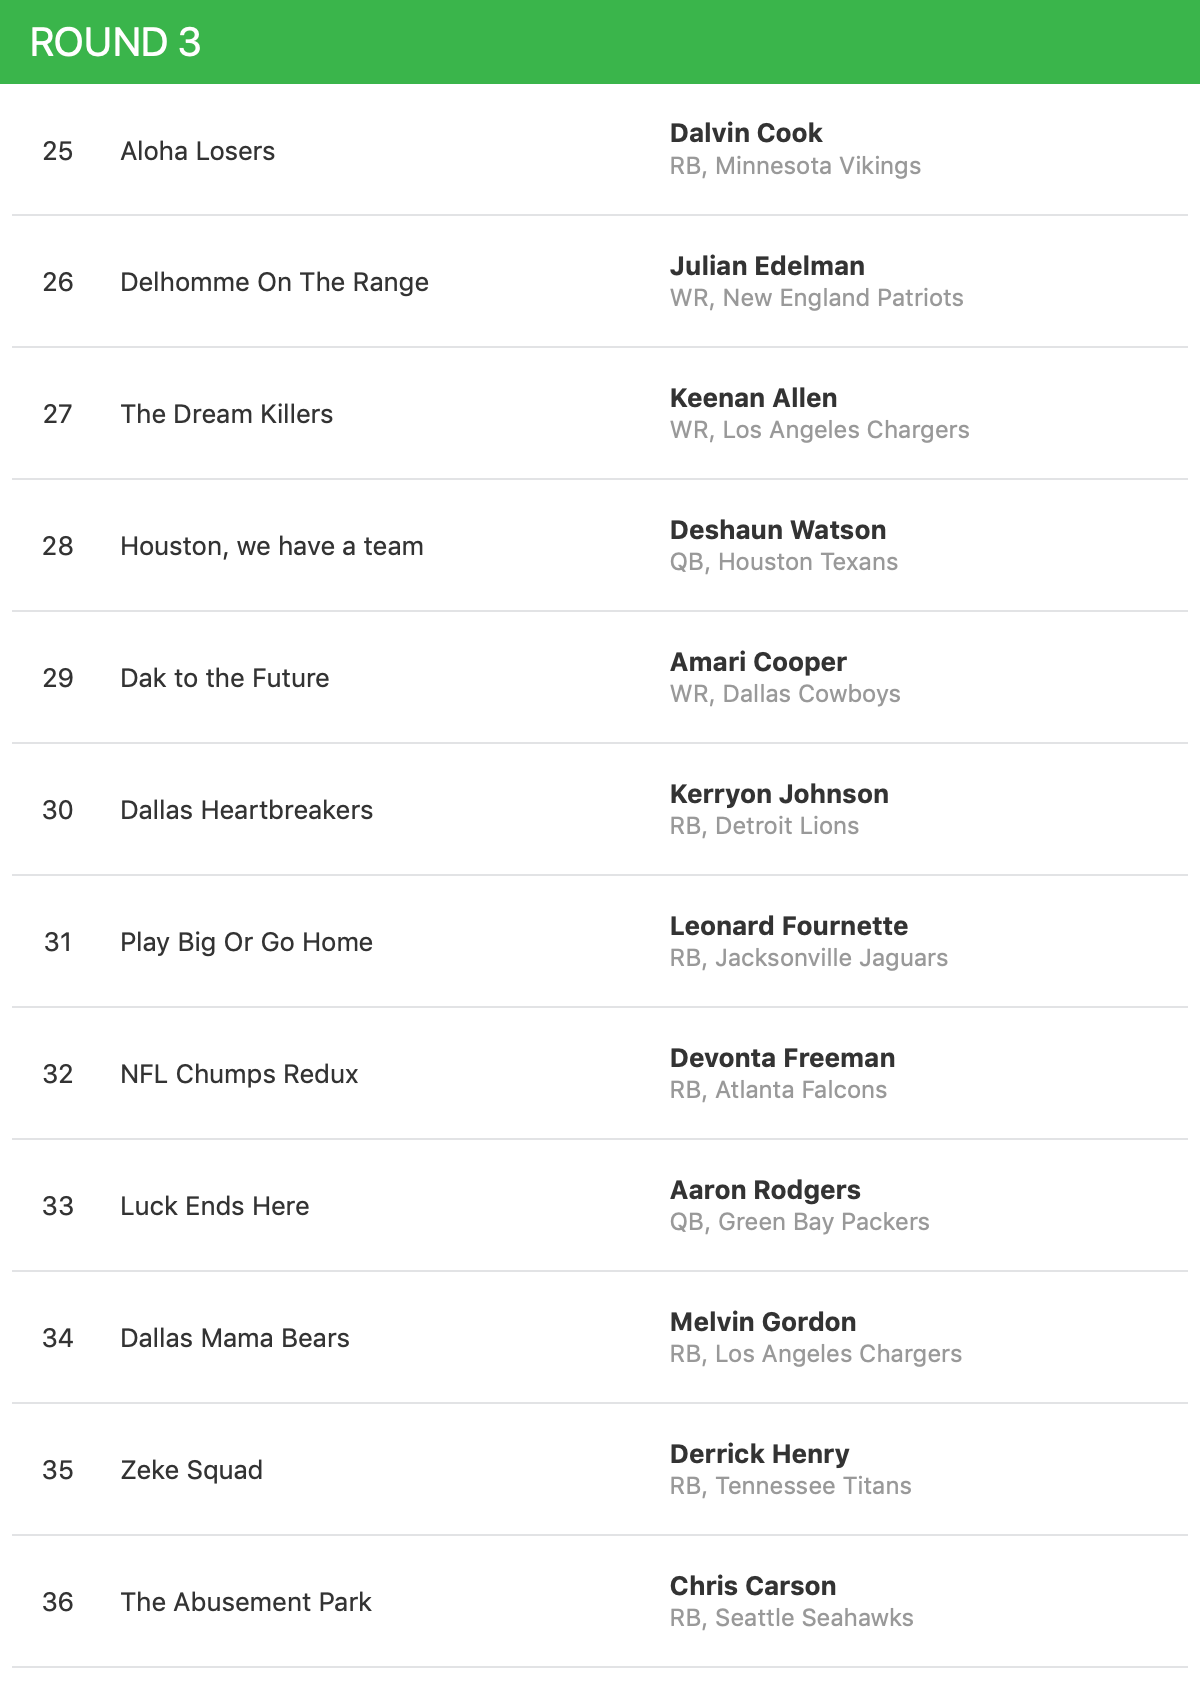 ROUND 3
25 Aloha Losers Dalvin Cook
RB, Minnesota Vikings
26 Delhomme On The Range Julian Edelman
WR, New England Patriots
27 The Dream Killers Keenan Allen
WR, Los Angeles Chargers
28 Houston, we have a team Deshaun Watson
QB, Houston Texans
29 Dak to the Future Amari Cooper
WR, Dallas Cowboys
30 Dallas Heartbreakers Kerryon Johnson
RB, Detroit Lions
31 Play Big Or Go Home Leonard Fournette
RB, Jacksonville Jaguars
32 NFL Chumps Redux Devonta Freeman
RB, Atlanta Falcons
33 Luck Ends Here Aaron Rodgers
QB, Green Bay Packers
34 Dallas Mama Bears Melvin Gordon
RB, Los Angeles Chargers
35 Zeke Squad Derrick Henry
RB, Tennessee Titans
36 The Abusement Park Chris Carson
RB, Seattle Seahawks